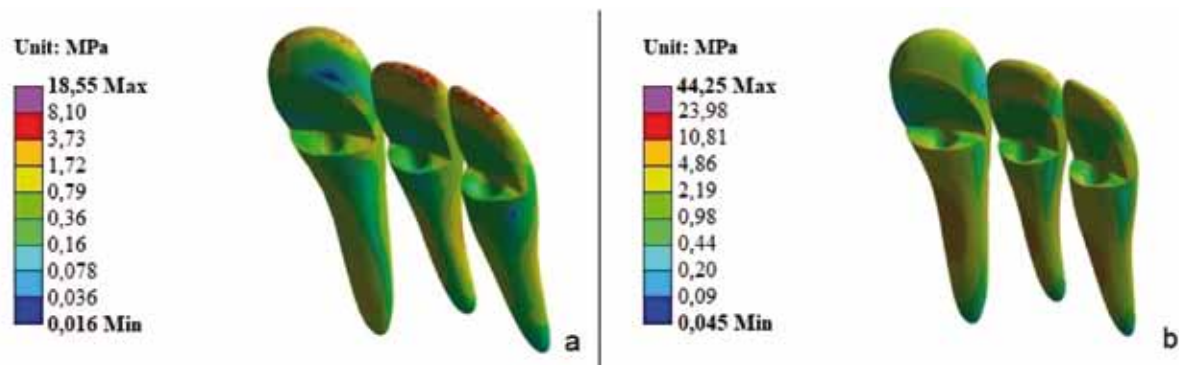 Unit: MPa
18,55 Max
8,10
3,73
1,72
0,79
0,36
0,16
0,078
0,036
0,016 Min
a
Unit: MPa
44,25 Max
23,98
10,81
4,86
2,19
0,98
0,44
0,20
0,09
0,045 Min
b